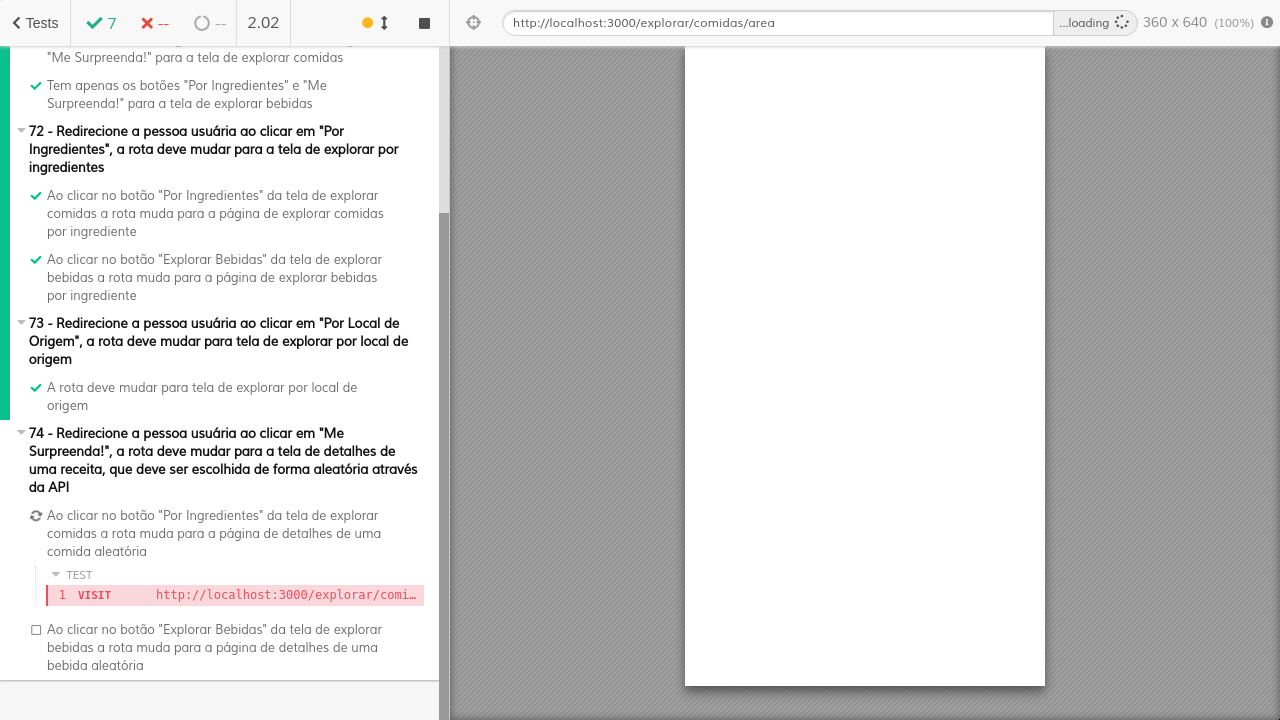 Tests
7
--
--
2.02
http://localhost:3000/explorar/comidas/area
...loading
360 x 640 (100%)
"Me Surpreenda!" para a tela de explorar comidas
Tem apenas os botões "Por Ingredientes" e "Me
Surpreenda!" para a tela de explorar bebidas
72 - Redirecione a pessoa usuária ao clicar em "Por
Ingredientes", a rota deve mudar para a tela de explorar por
ingredientes
Ao clicar no botão "Por Ingredientes" da tela de explorar
comidas a rota muda para a página de explorar comidas
por ingrediente
Ao clicar no botão "Explorar Bebidas" da tela de explorar
bebidas a rota muda para a página de explorar bebidas
por ingrediente
73 - Redirecione a pessoa usuária ao clicar em "Por Local de
Origem", a rota deve mudar para tela de explorar por local de
origem
A rota deve mudar para tela de explorar por local de
origem
74 - Redirecione a pessoa usuária ao clicar em "Me
Surpreenda!", a rota deve mudar para a tela de detalhes de
uma receita, que deve ser escolhida de forma aleatória através
da API
Ao clicar no botão "Por Ingredientes" da tela de explorar
comidas a rota muda para a página de detalhes de uma
comida aleatória
TEST
1 VISIT http://localhost:3000/explorar/comi...
Ao clicar no botão "Explorar Bebidas" da tela de explorar
bebidas a rota muda para a página de detalhes de uma
bebida aleatória